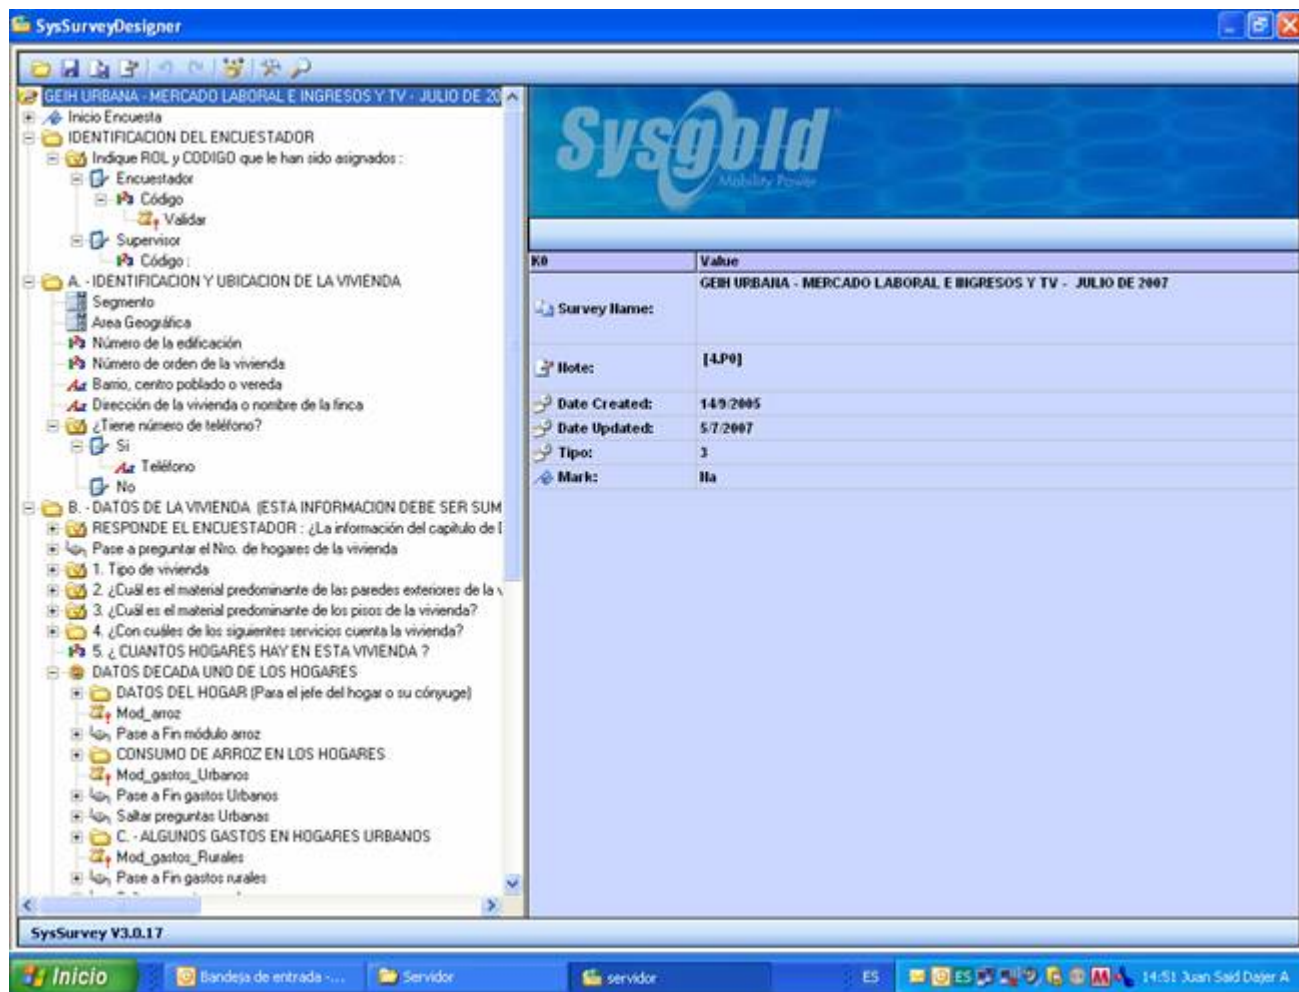 SysSurveyDesigner
GEIH URBANA - MERCADO LABORAL E INGRESOS Y TV - JULIO DE 20
Inicio Encuesta
IDENTIFICACION DEL ENCUESTADOR
Indique ROL y CODIGO que le han sido asignados :
Encuestador
Código
Validar
Supervisor
Código :
A. - IDENTIFICACION Y UBICACION DE LA VIVIENDA
Segmento
Area Geográfica
Número de la edificación
Número de orden de la vivienda
Barrio, centro poblado o vereda
Dirección de la vivienda o nombre de la finca
¿Tiene número de teléfono?
Si
Teléfono
No
B. - DATOS DE LA VIVIENDA (ESTA INFORMACION DEBE SER SUM
RESPONDE EL ENCUESTADOR : ¿La información del capítulo de
Pase a preguntar el Nro. de hogares de la vivienda
1. Tipo de vivienda
2. ¿Cuál es el material predominante de las paredes exteriores de la v
3. ¿Cuál es el material predominante de los pisos de la vivienda?
4. ¿Con cuáles de los siguientes servicios cuenta la vivienda?
5. ¿ CUANTOS HOGARES HAY EN ESTA VIVIENDA ?
DATOS DECADA UNO DE LOS HOGARES
DATOS DEL HOGAR (Para el jefe del hogar o su cónyuge)
Mod_arroz
Pase a Fin módulo arroz
CONSUMO DE ARROZ EN LOS HOGARES
Mod_gastos_Urbanos
Pase a Fin gastos Urbanos
Saltar preguntas Urbanas
C. - ALGUNOS GASTOS EN HOGARES URBANOS
Mod_gastos_Rurales
Pase a Fin gastos rurales
Sysgold
Mobility Power
K0 Value
Survey Name: GEIH URBANA - MERCADO LABORAL E INGRESOS Y TV - JULIO DE 2007
Note: [4.P0]
Date Created: 14/9/2005
Date Updated: 5/7/2007
Tipo: 3
Mark: Na
SysSurvey V3.0.17
Inicio Bandeja de entrada -... Servidor servidor ES ES 14:51 Juan Said Dajer A